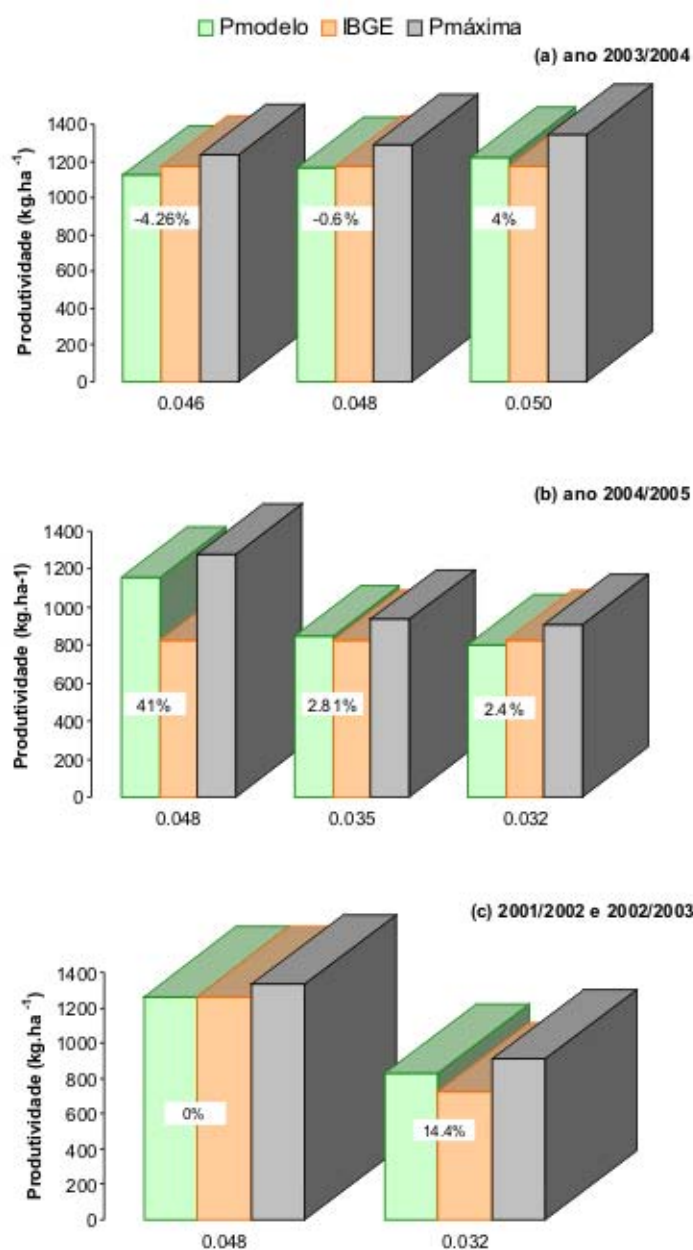 Pmodelo IBGE Pmáxima
(a) ano 2003/2004
Produtividade (kg.ha -1)
1400
1200
1000
800
600
400
200
0
-4.26% -0.6% 4%
0.046 0.048 0.050
(b) ano 2004/2005
Produtividade (kg.ha-1)
1400
1200
1000
800
600
400
200
0
41% 2.81% 2.4%
0.048 0.035 0.032
(c) 2001/2002 e 2002/2003
Produtividade (kg.ha -1)
1400
1200
1000
800
600
400
200
0
0% 14.4%
0.048 0.032